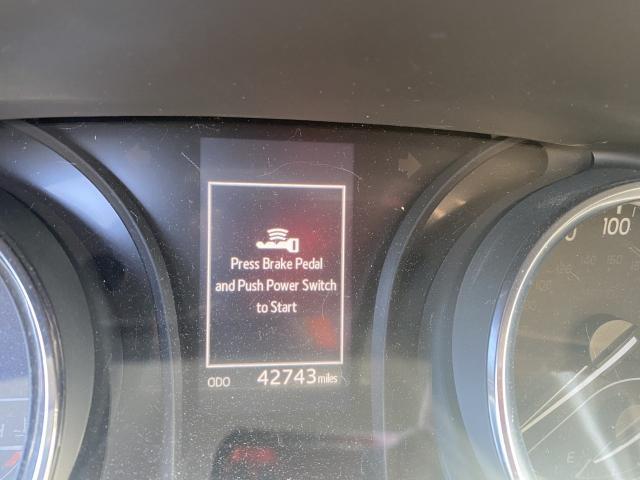 Press Brake Pedal
and Push Power Switch
to Start
ODO 42743 miles
100
H
E